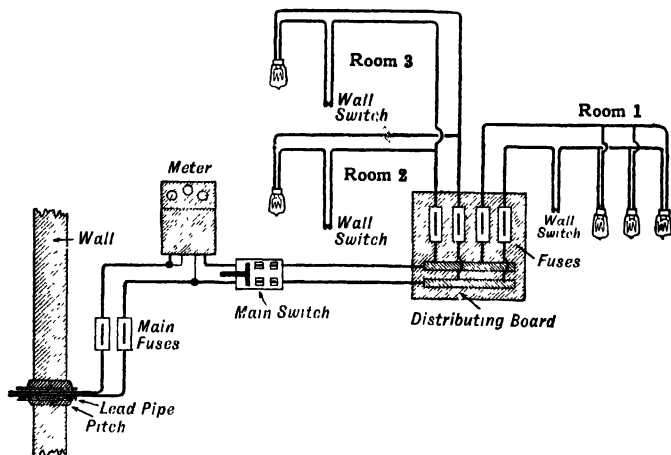 Room 3
Wall
Switch
Room 1
Meter
Room 2
Wall
Wall
Switch
Wall
Switch
Fuses
Main Switch
Distributing Board
Main
Fuses
Lead Pipe
Pitch